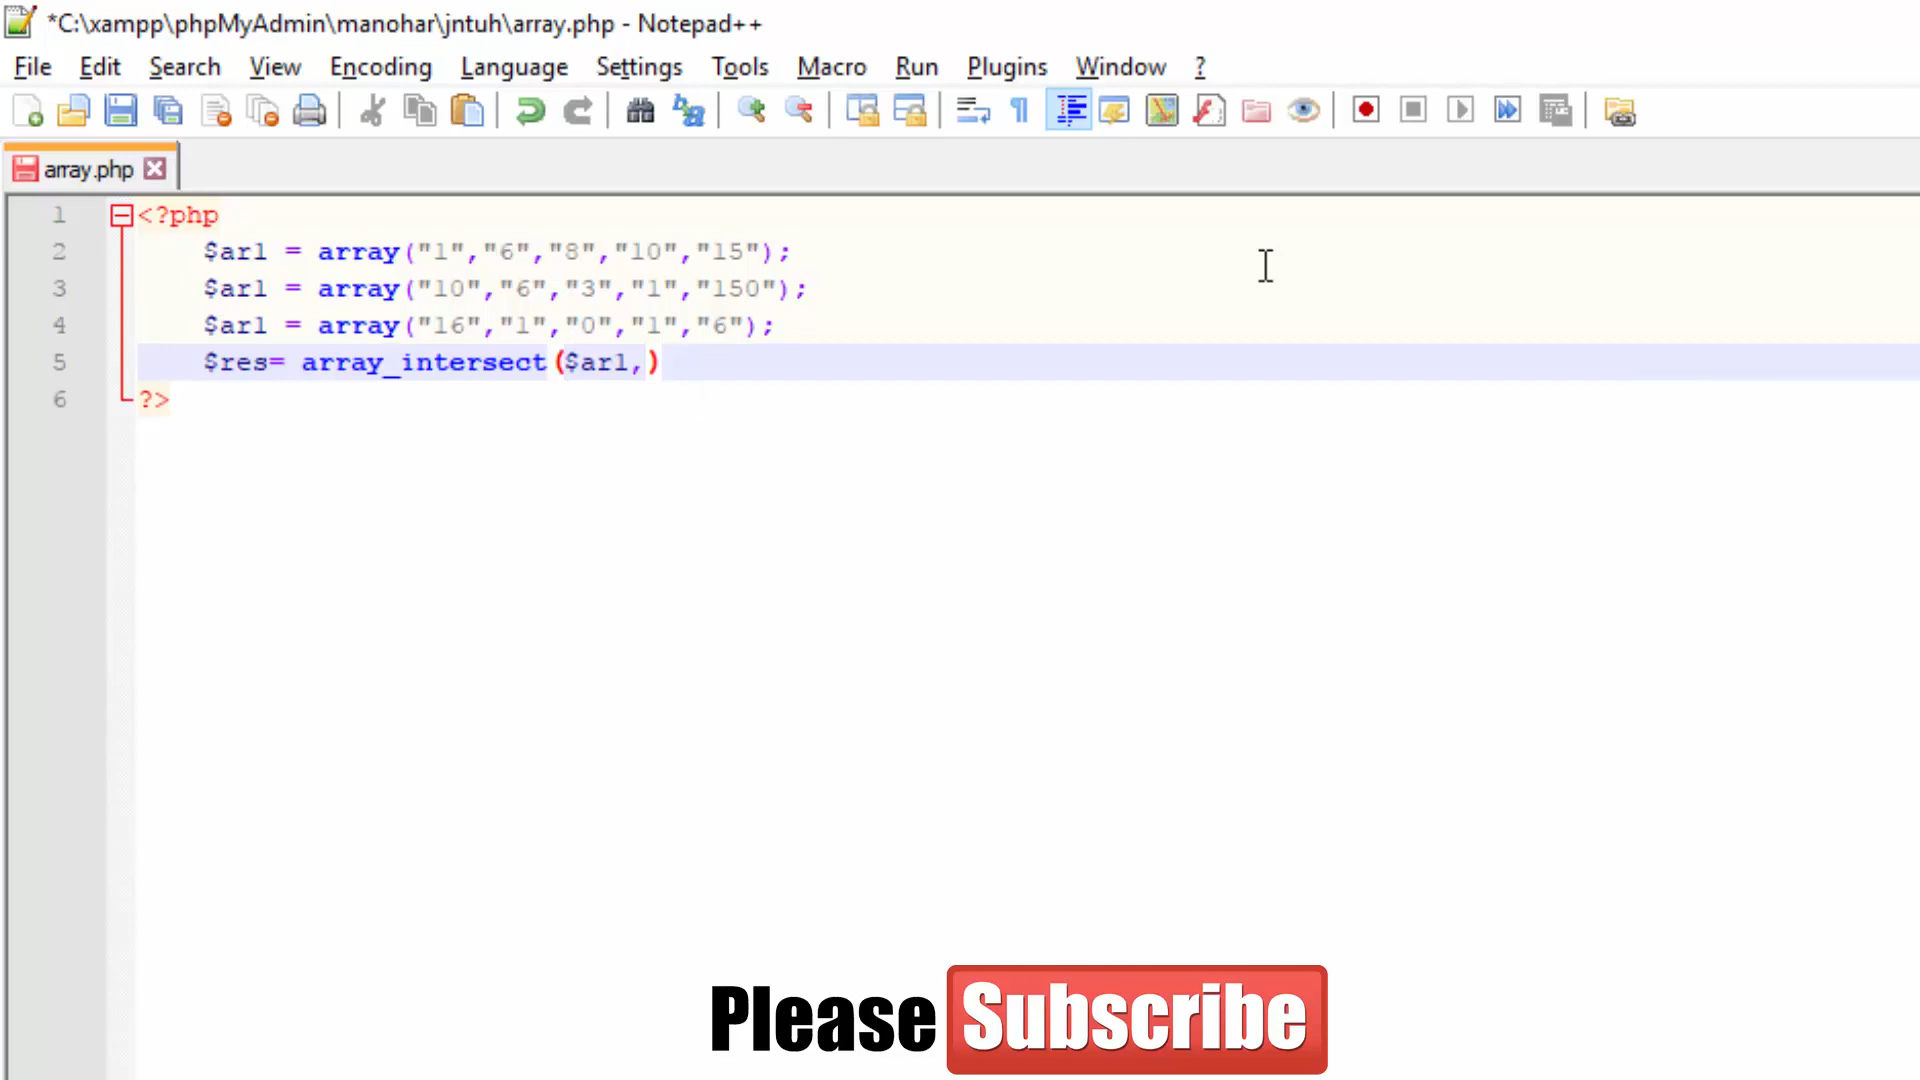 *C:\xampp\phpMyAdmin\manohar\jntuh\array.php - Notepad++
File Edit Search View Encoding Language Settings Tools Macro Run Plugins Window ?
array.php
1 <?php
2 $ar1 = array("1","6","8","10","15");
3 $ar1 = array("10","6","3","1","150");
4 $ar1 = array("16","1","0","1","6");
5 $res= array_intersect($ar1,)
6 ?>
Please Subscribe